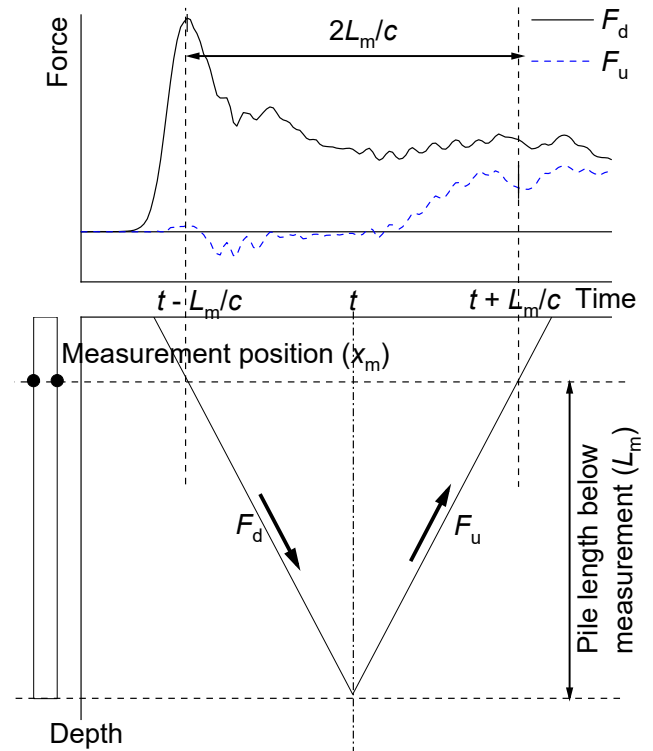 Force
2Lm/c
Fd
Fu
t - Lm/c
t
t + Lm/c
Time
Measurement position (xm)
Fd
Fu
Pile length below
measurement (Lm)
Depth